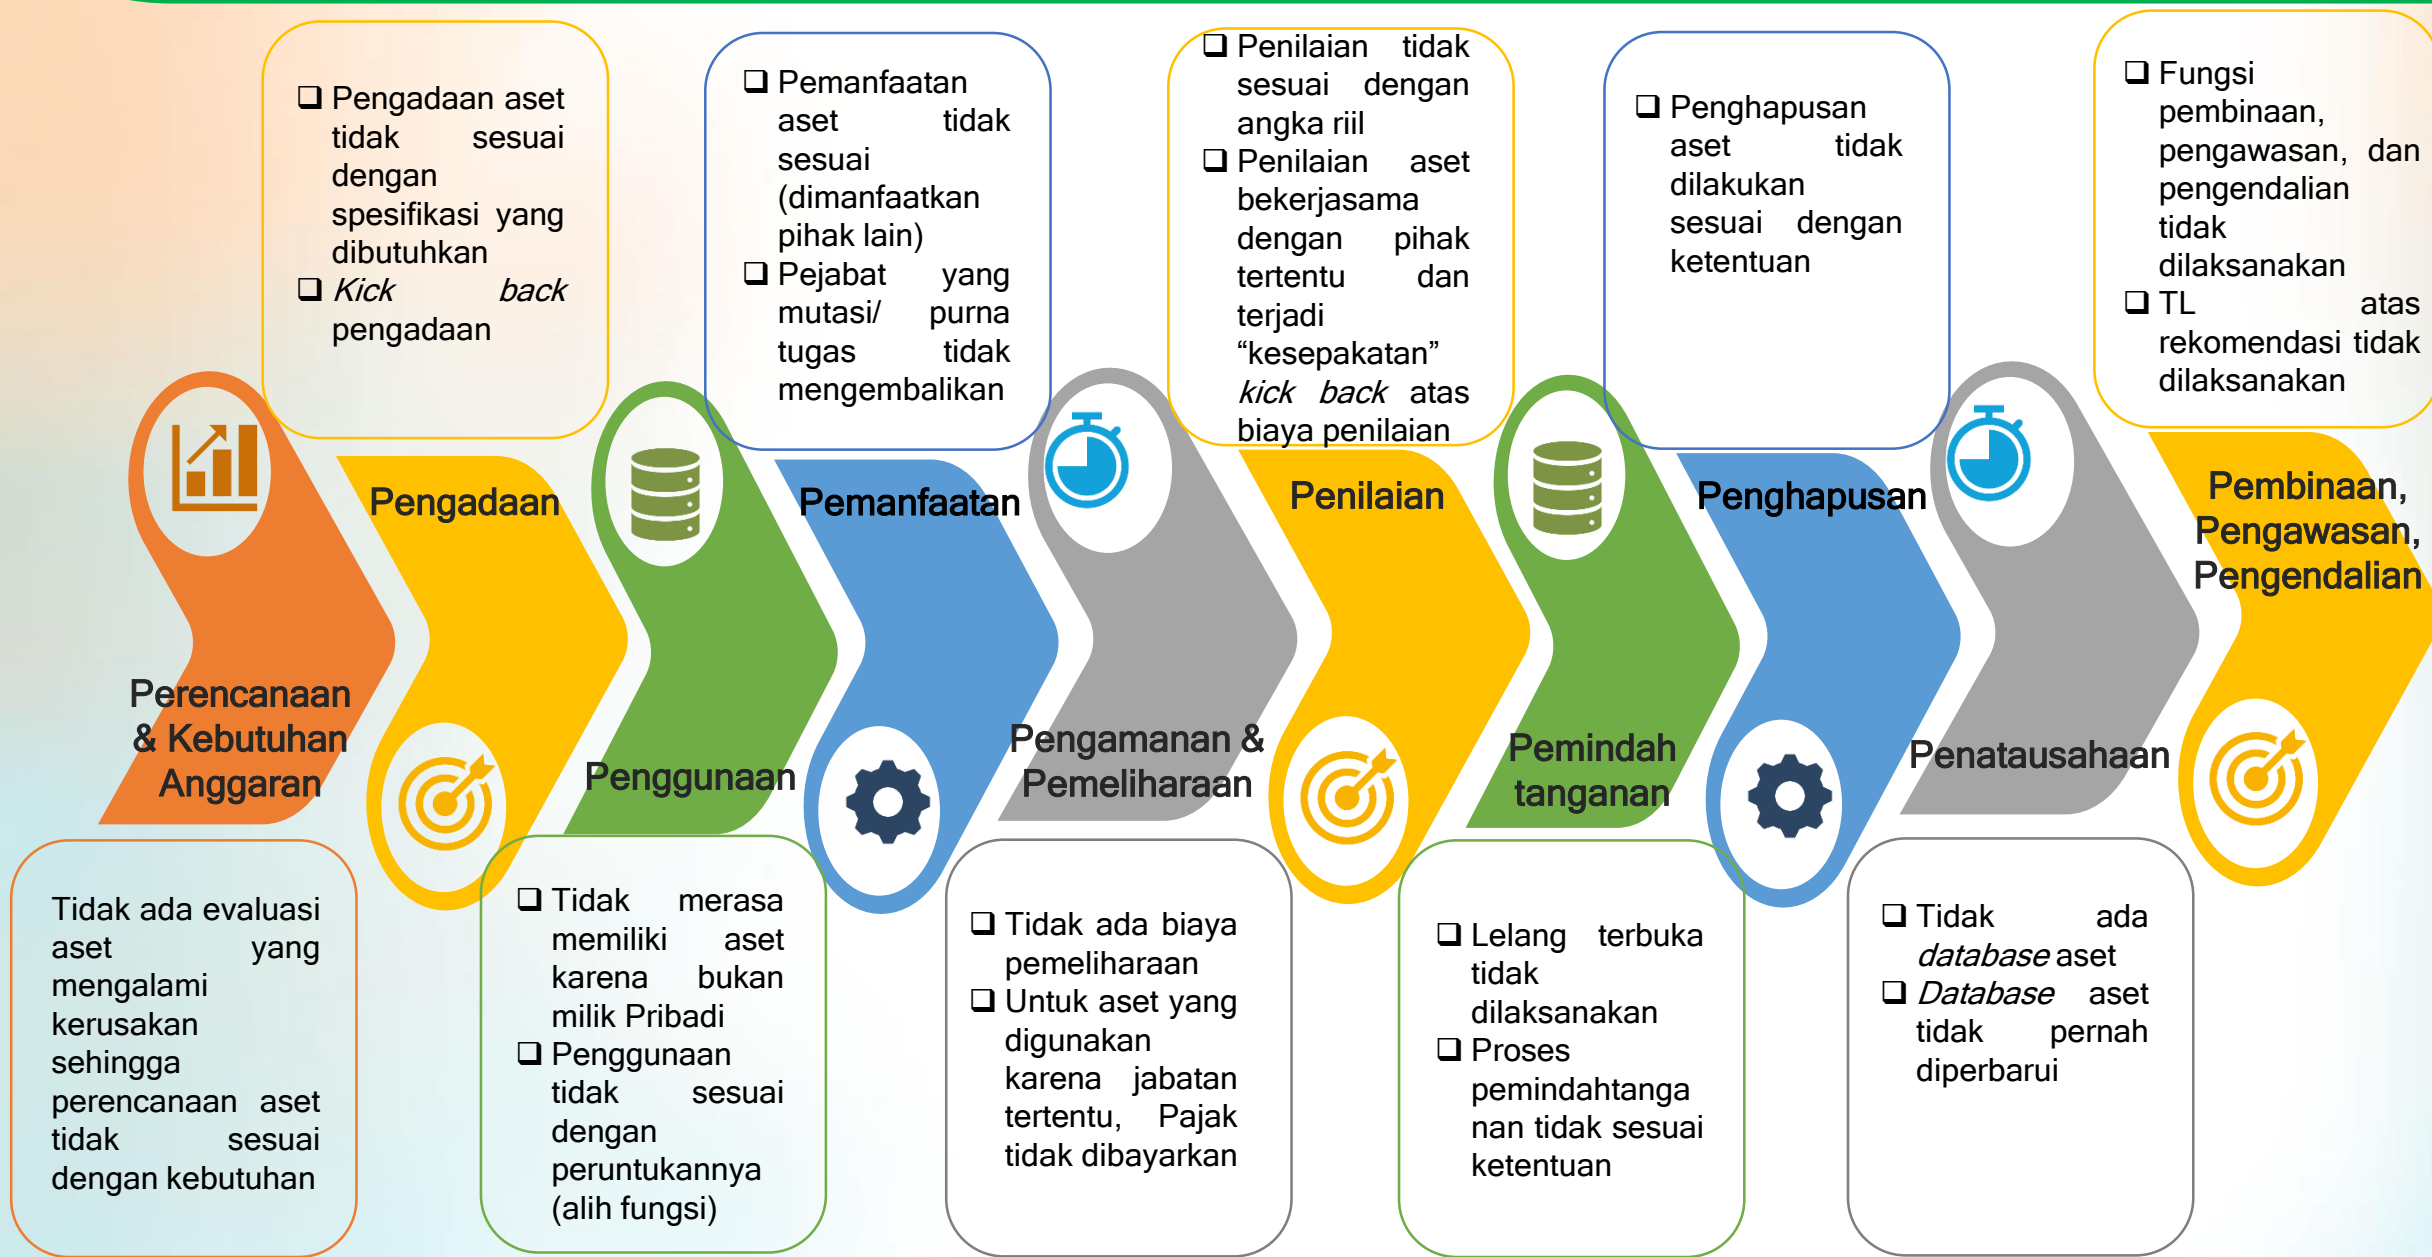 Pengadaan aset
tidak sesuai
dengan
spesifikasi yang
dibutuhkan
Kick back
pengadaan
Pemanfaatan
aset tidak
sesuai
(dimanfaatkan
pihak lain)
Pejabat yang
mutasi/ purna
tugas tidak
mengembalikan
Penilaian tidak
sesuai dengan
angka riil
Penilaian aset
bekerjasama
dengan pihak
tertentu dan
terjadi
“kesepakatan”
kick back atas
biaya penilaian
Penghapusan
aset tidak
dilakukan
sesuai dengan
ketentuan
Fungsi
pembinaan,
pengawasan, dan
pengendalian
tidak
dilaksanakan
TL atas
rekomendasi tidak
dilaksanakan
Perencanaan
& Kebutuhan
Anggaran
Pengadaan
Penggunaan
Pemanfaatan
Pengamanan &
Pemeliharaan
Penilaian
Pemindah
tanganan
Penghapusan
Penatausahaan
Pembinaan,
Pengawasan,
Pengendalian
Tidak ada evaluasi
aset yang
mengalami
kerusakan
sehingga
perencanaan aset
tidak sesuai
dengan kebutuhan
Tidak merasa
memiliki aset
karena bukan
milik Pribadi
Penggunaan
tidak sesuai
dengan
peruntukannya
(alih fungsi)
Tidak ada biaya
pemeliharaan
Untuk aset yang
digunakan
karena jabatan
tertentu, Pajak
tidak dibayarkan
Lelang terbuka
tidak
dilaksanakan
Proses
pemindahtanga
nan tidak sesuai
ketentuan
Tidak ada
database aset
Database aset
tidak pernah
diperbarui